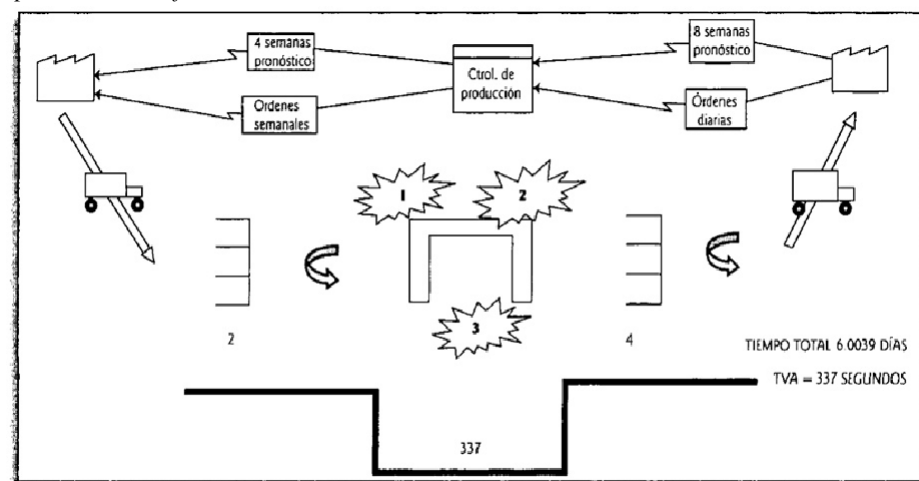 4 semanas
pronóstico
Ordenes
semanales
Ctrol. de
producción
8 semanas
pronóstico
Órdenes
diarias
1
2
3
2
4
TIEMPO TOTAL 6.0039 DÍAS
TVA = 337 SEGUNDOS
337